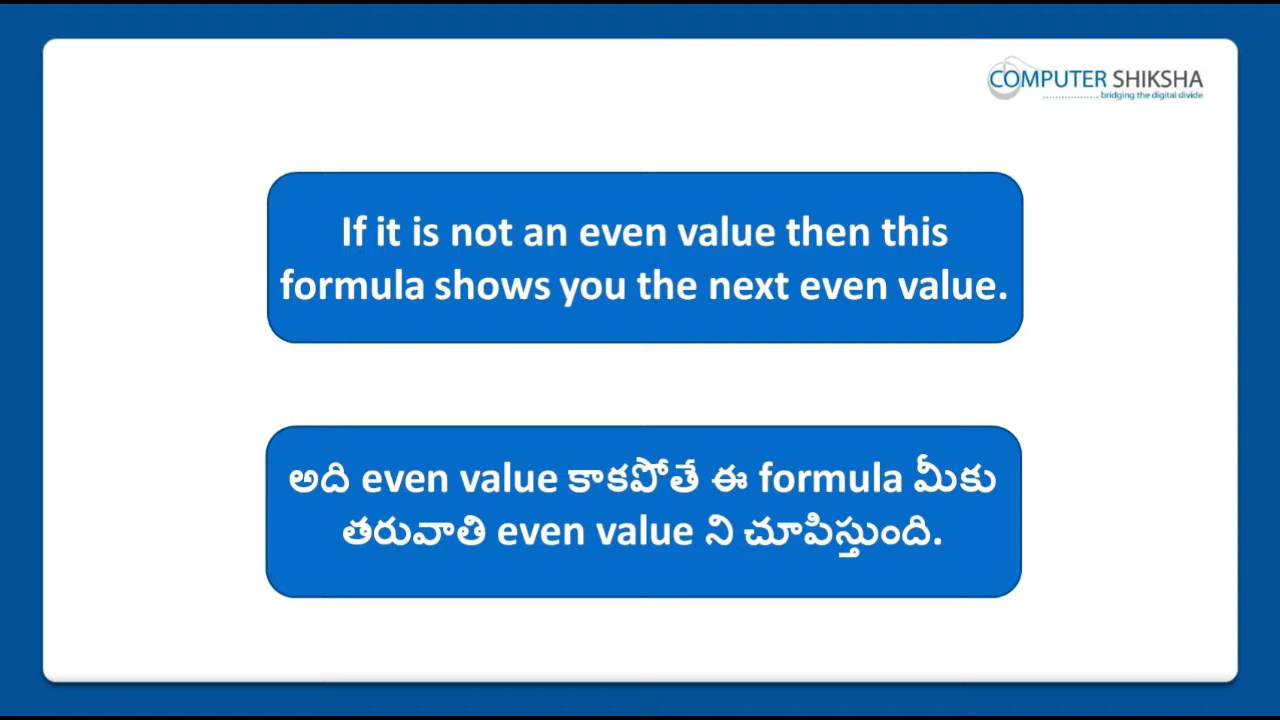 COMPUTER SHIKSHA
bridging the digital divide
If it is not an even value then this
formula shows you the next even value.
అది even value కాకపోతే ఈ formula మీకు
తరువాతి even value ని చూపిస్తుంది.